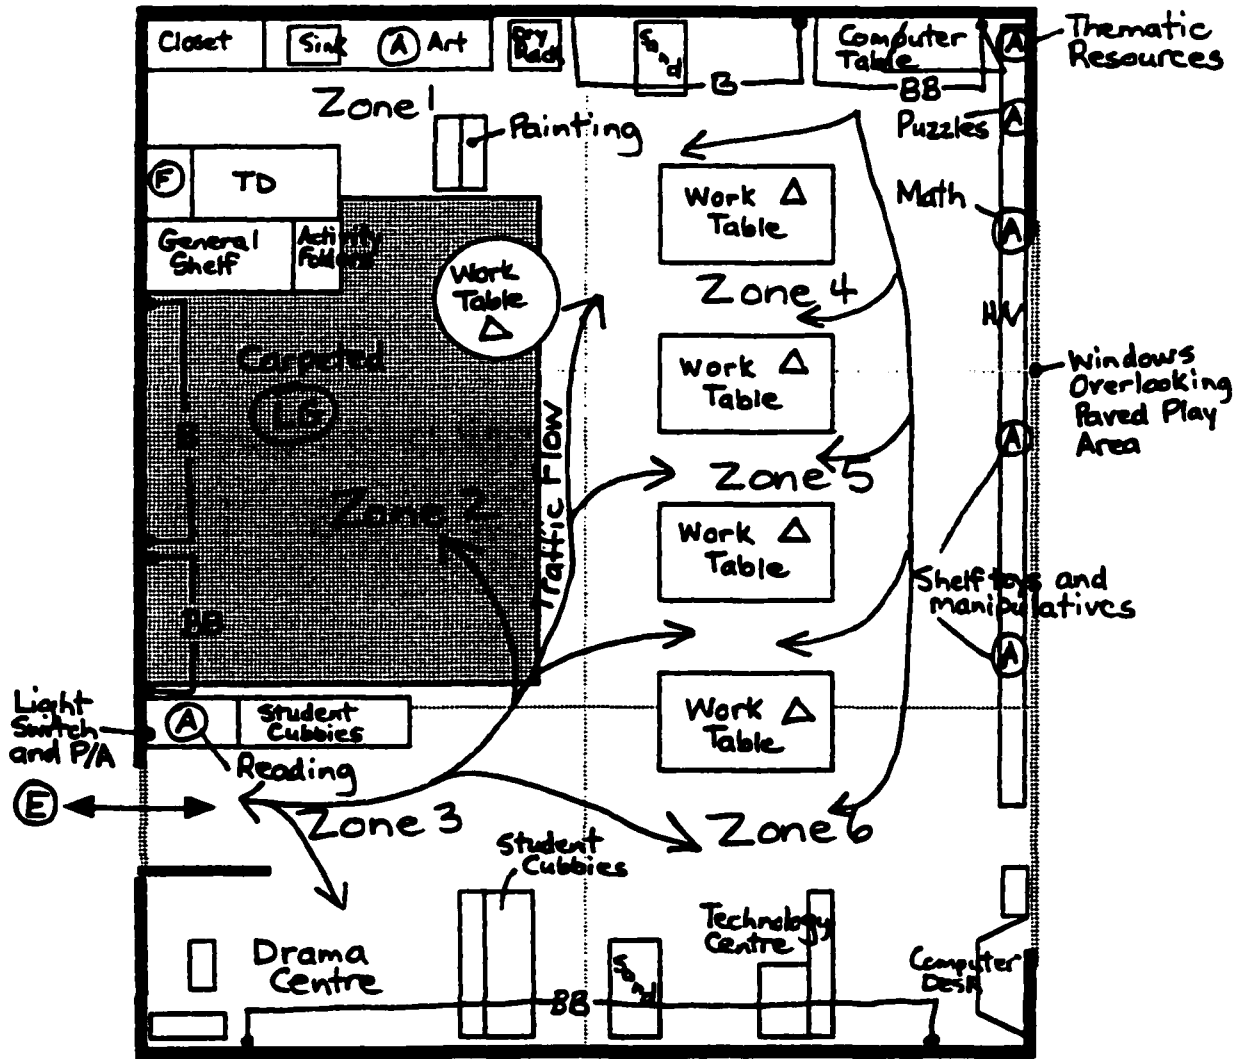 Closet
Sink
A
Art
Dry
Rack
Sand
B
Computer
Table
BB
A
Thematic
Resources
Zone 1
Painting
Puzzles
A
F
TD
Work
Table
Math
A
General
Shelf
Activity
Folders
Work
Table
Zone 4
Carpeted
LG
Work
Table
Windows
Overlooking
Paved Play
Area
B
Traffic Flow
A
Zone 2
Zone 5
Work
Table
Shelf toys and
manipulatives
BB
A
Light
Switch
and P/A
A
Student
Cubbies
Work
Table
Reading
E
Zone 3
Zone 6
Student
Cubbies
Drama
Centre
Technology
Centre
Sand
Computer
Desk
BB